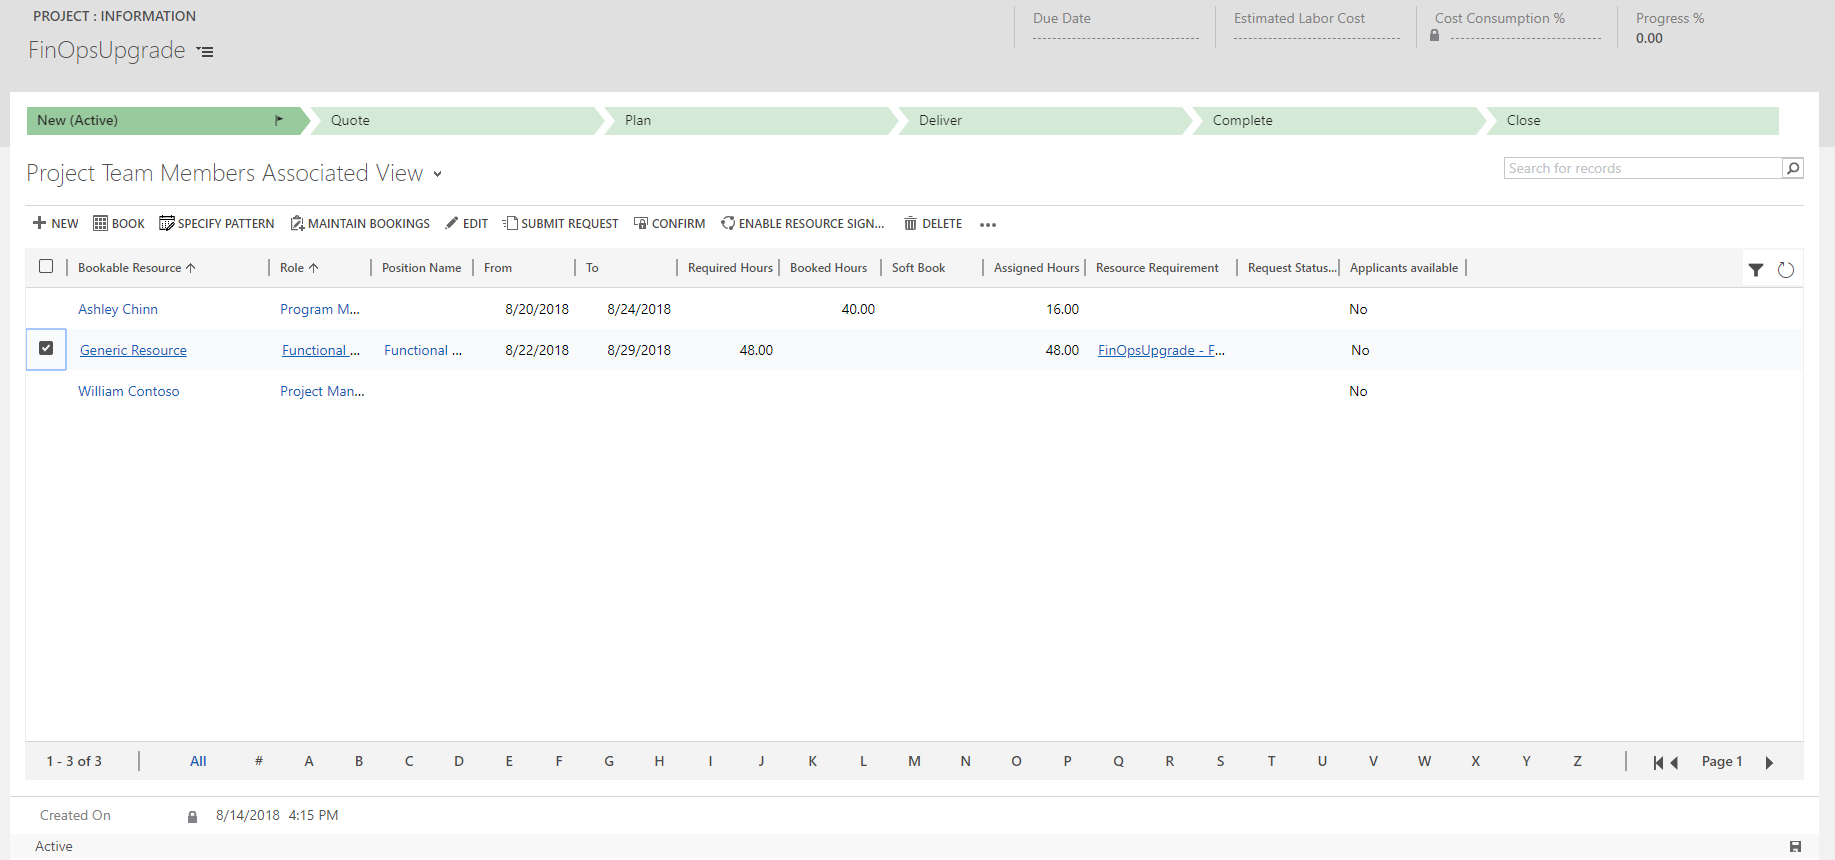 PROJECT : INFORMATION
FinOpsUpgrade
Due Date
Estimated Labor Cost
Cost Consumption %
Progress %
0.00
New (Active) Quote Plan Deliver Complete Close
Project Team Members Associated View
Search for records
NEW BOOK SPECIFY PATTERN MAINTAIN BOOKINGS EDIT SUBMIT REQUEST CONFIRM ENABLE RESOURCE SIGN... DELETE ...
Bookable Resource Role Position Name From To Required Hours Booked Hours Soft Book Assigned Hours Resource Requirement Request Status... Applicants available
Ashley Chinn Program M... 8/20/2018 8/24/2018 40.00 16.00 No
Generic Resource Functional ... Functional ... 8/22/2018 8/29/2018 48.00 48.00 FinOpsUpgrade - F... No
William Contoso Project Man... No
1 - 3 of 3 All # A B C D E F G H I J K L M N O P Q R S T U V W X Y Z Page 1
Created On 8/14/2018 4:15 PM
Active